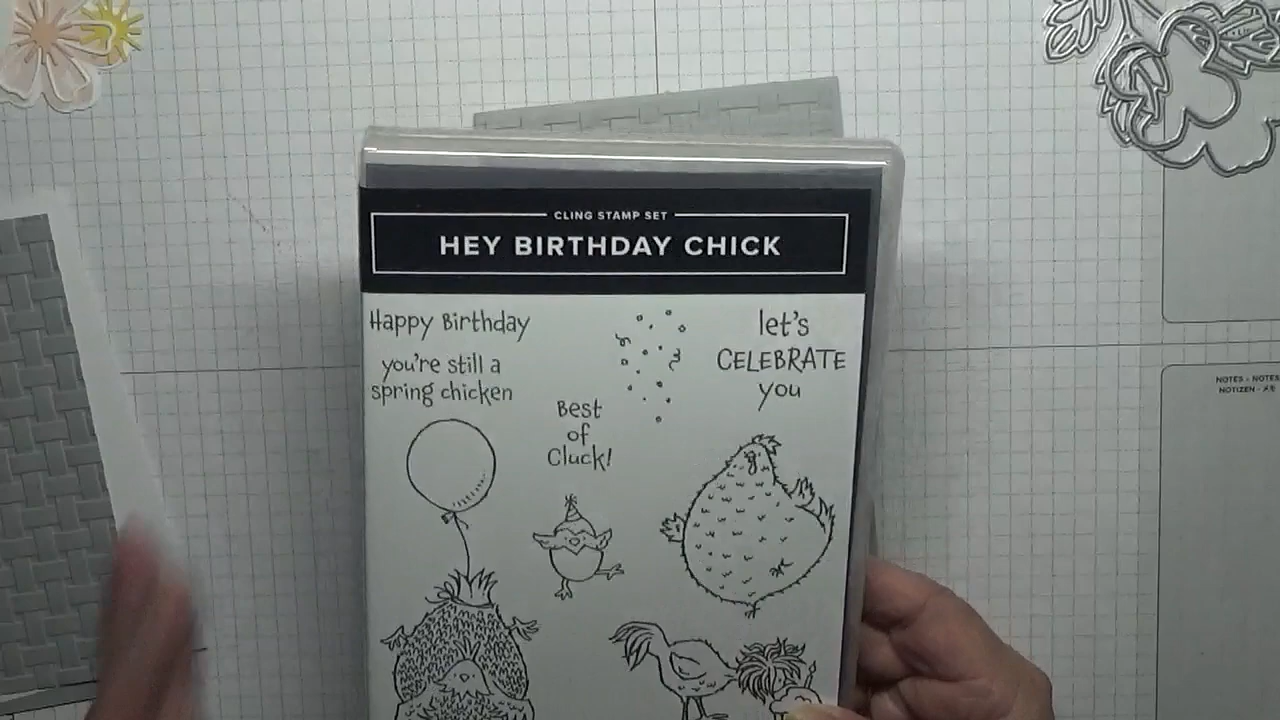 CLING STAMP SET
HEY BIRTHDAY CHICK
Happy Birthday
you're still a
spring chicken
Best
of
Cluck!
let's
CELEBRATE
you
NOTES - NOTES
NOTIZEN -